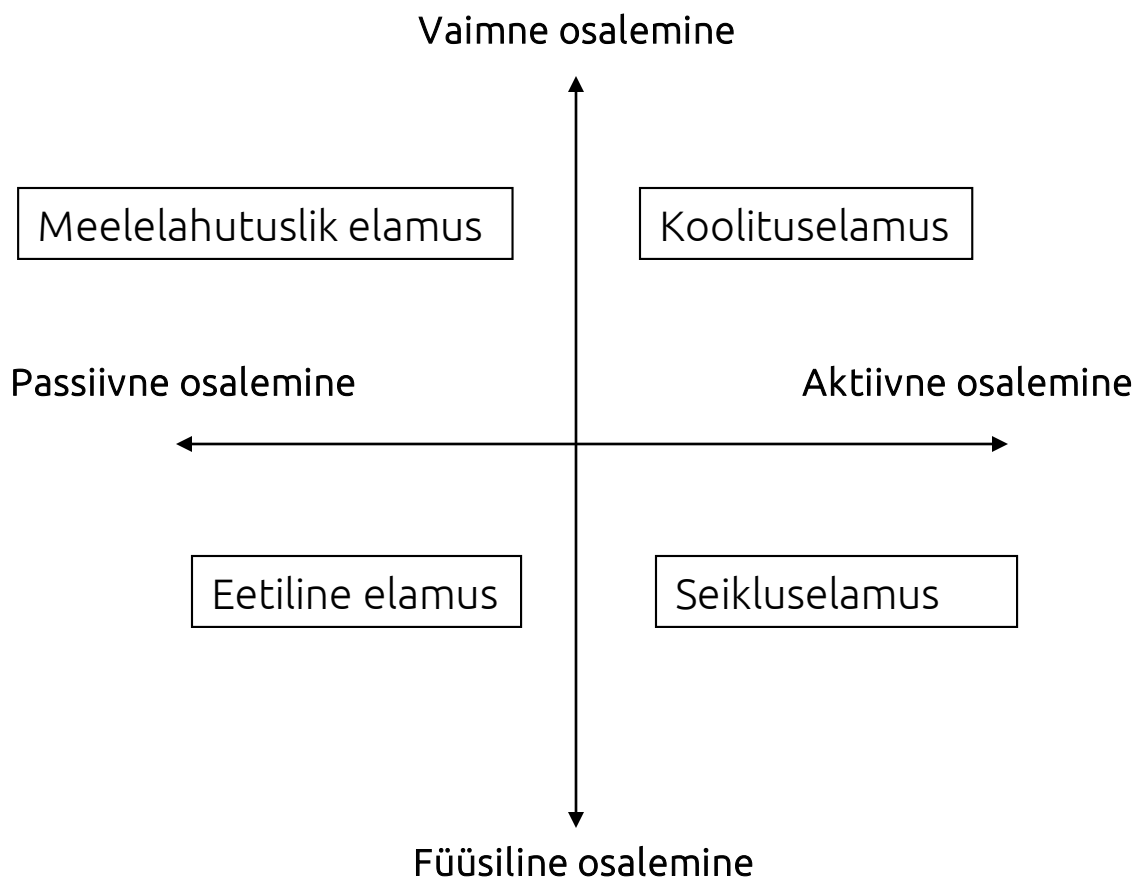 Vaimne osalemine
Meelelahutuslik elamus
Koolituselamus
Passiivne osalemine
Aktiivne osalemine
Eetiline elamus
Seikluselamus
Füüsiline osalemine